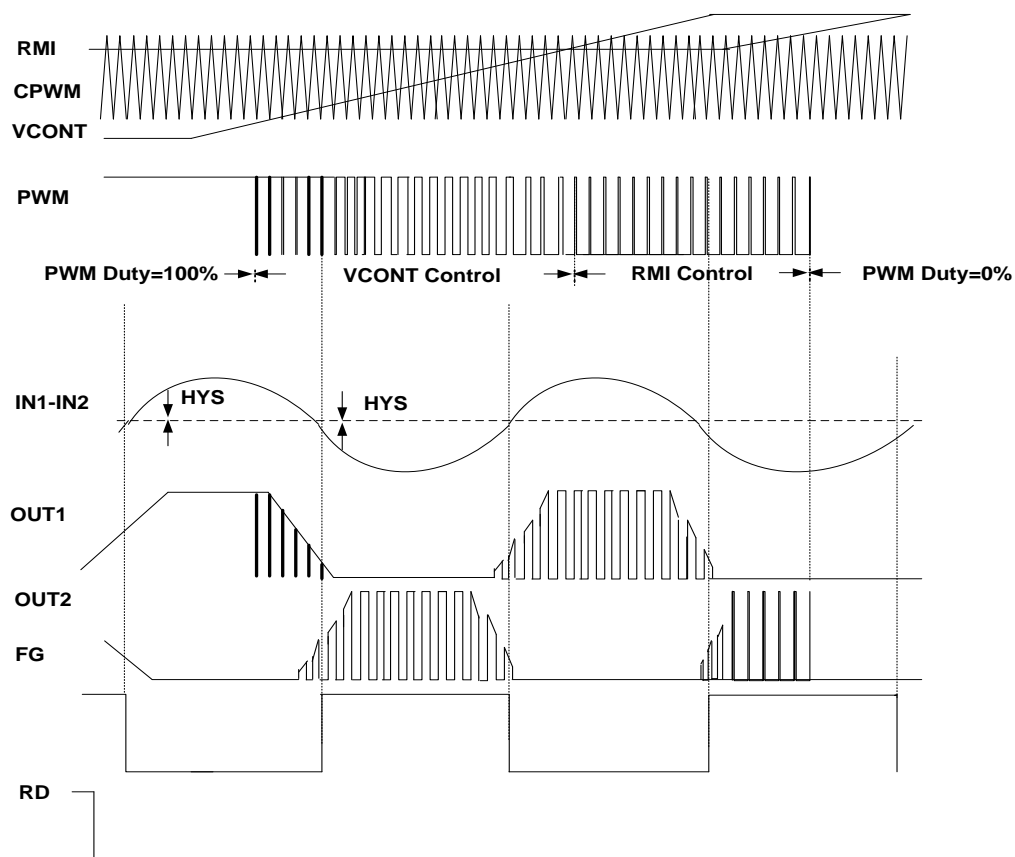 RMI
CPWM
VCONT
PWM
PWM Duty=100%
VCONT Control
RMI Control
PWM Duty=0%
IN1-IN2
HYS
HYS
OUT1
OUT2
FG
RD